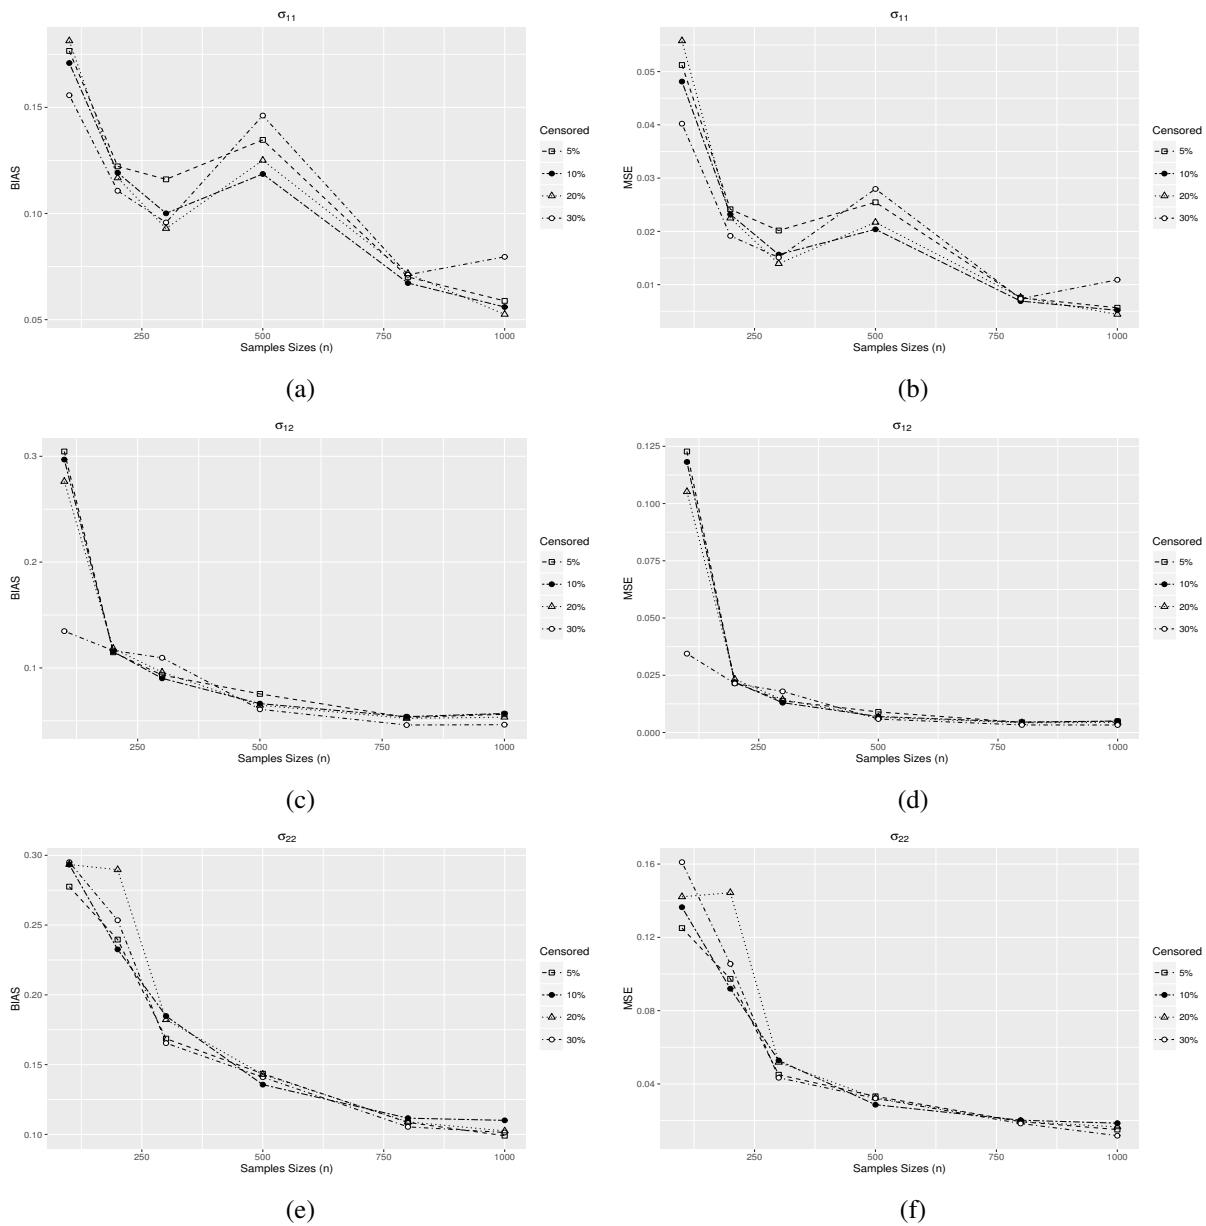 σ11
BIAS
0.15
0.10
0.05
250 500 750 1000
Samples Sizes (n)
Censored
5%
10%
20%
30%
(a)
σ11
MSE
0.05
0.04
0.03
0.02
0.01
250 500 750 1000
Samples Sizes (n)
Censored
5%
10%
20%
30%
(b)
σ12
BIAS
0.3
0.2
0.1
250 500 750 1000
Samples Sizes (n)
Censored
5%
10%
20%
30%
(c)
σ12
MSE
0.125
0.100
0.075
0.050
0.025
0.000
250 500 750 1000
Samples Sizes (n)
Censored
5%
10%
20%
30%
(d)
σ22
BIAS
0.30
0.25
0.20
0.15
0.10
250 500 750 1000
Samples Sizes (n)
Censored
5%
10%
20%
30%
(e)
σ22
MSE
0.16
0.12
0.08
0.04
250 500 750 1000
Samples Sizes (n)
Censored
5%
10%
20%
30%
(f)